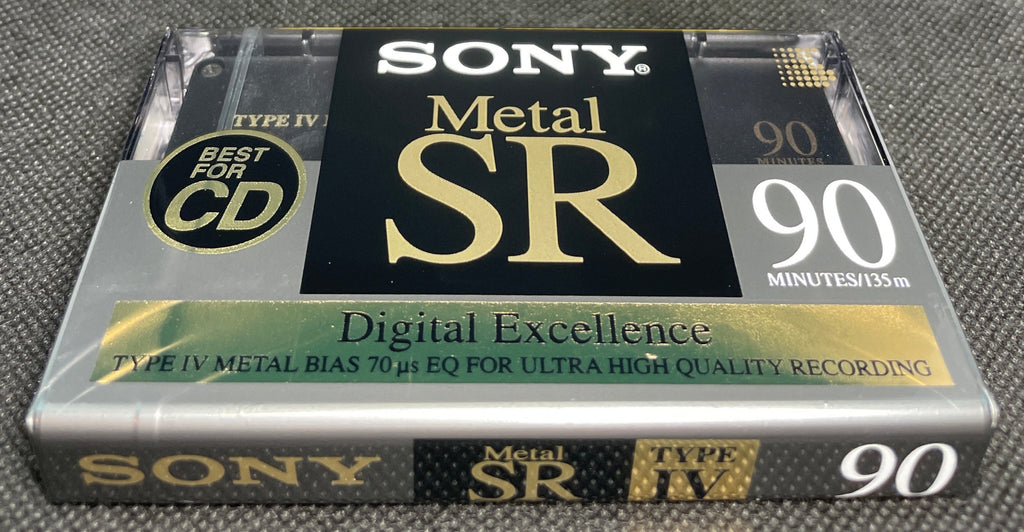 SONY®
Metal
SR
TYPE IV
BEST
FOR
CD
90
MINUTES
90
MINUTES/135m
Digital Excellence
TYPE IV METAL BIAS 70 µs EQ FOR ULTRA HIGH QUALITY RECORDING
SONY
Metal
SR
TYPE
IV
90